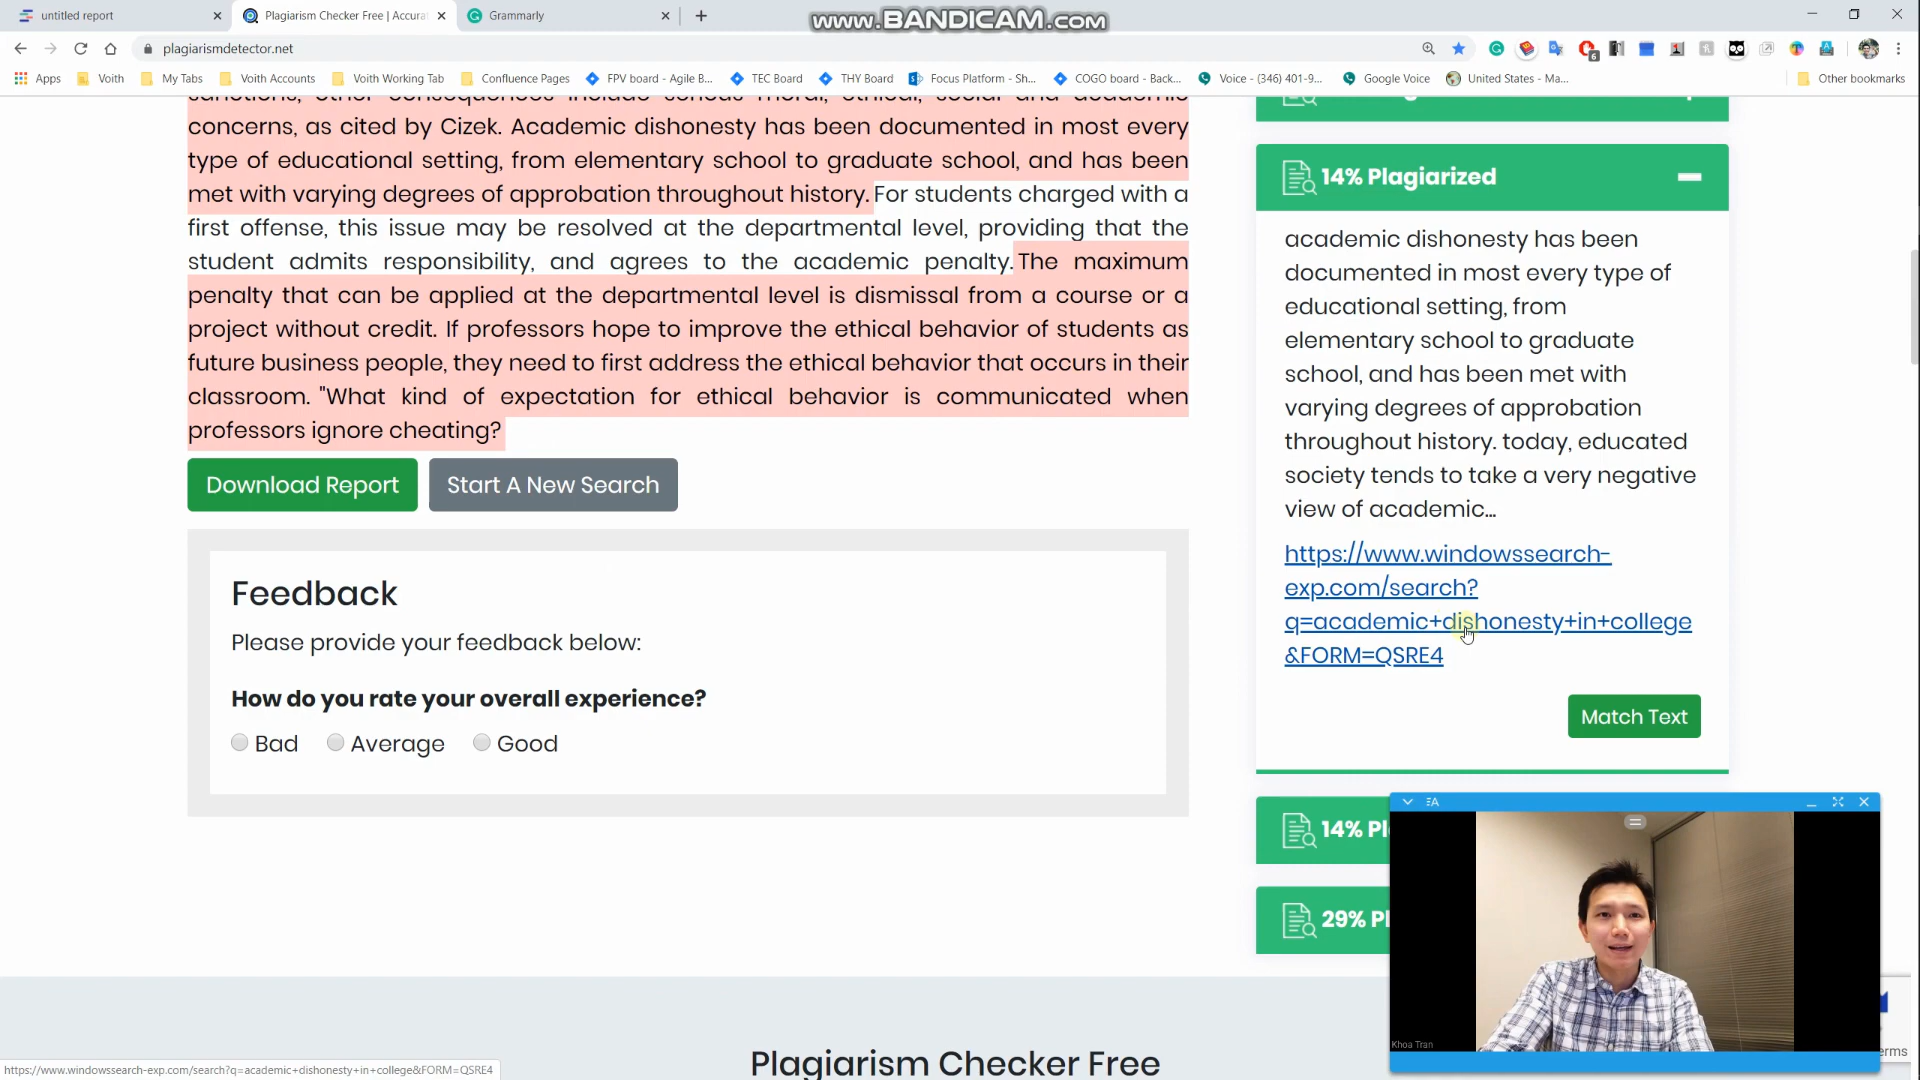 untitled report
Plagiarism Checker Free | Accurat
Grammarly
www.BANDICAM.com
plagiarismdetector.net
6
Apps
Voith
My Tabs
Voith Accounts
Voith Working Tab
Confluence Pages
FPV board - Agile B...
TEC Board
THY Board
Focus Platform - Sh...
COGO board - Back...
Voice - (346) 401-9...
Google Voice
United States - Ma...
Other bookmarks
sanctions, other consequences include serious moral, ethical, social and academic
concerns, as cited by Cizek. Academic dishonesty has been documented in most every
type of educational setting, from elementary school to graduate school, and has been
met with varying degrees of approbation throughout history. For students charged with a
first offense, this issue may be resolved at the departmental level, providing that the
student admits responsibility, and agrees to the academic penalty. The maximum
penalty that can be applied at the departmental level is dismissal from a course or a
project without credit. If professors hope to improve the ethical behavior of students as
future business people, they need to first address the ethical behavior that occurs in their
classroom. "What kind of expectation for ethical behavior is communicated when
professors ignore cheating?
Download Report
Start A New Search
Feedback
Please provide your feedback below:
How do you rate your overall experience?
Bad
Average
Good
14% Plagiarized
academic dishonesty has been
documented in most every type of
educational setting, from
elementary school to graduate
school, and has been met with
varying degrees of approbation
throughout history. today, educated
society tends to take a very negative
view of academic...
https://www.windowssearch-
exp.com/search?
q=academic+dishonesty+in+college
&FORM=QSRE4
Match Text
14% Pl
29% Pl
Khoa Tran
erms
Plagiarism Checker Free
https://www.windowssearch-exp.com/search?q=academic+dishonesty+in+college&FORM=QSRE4